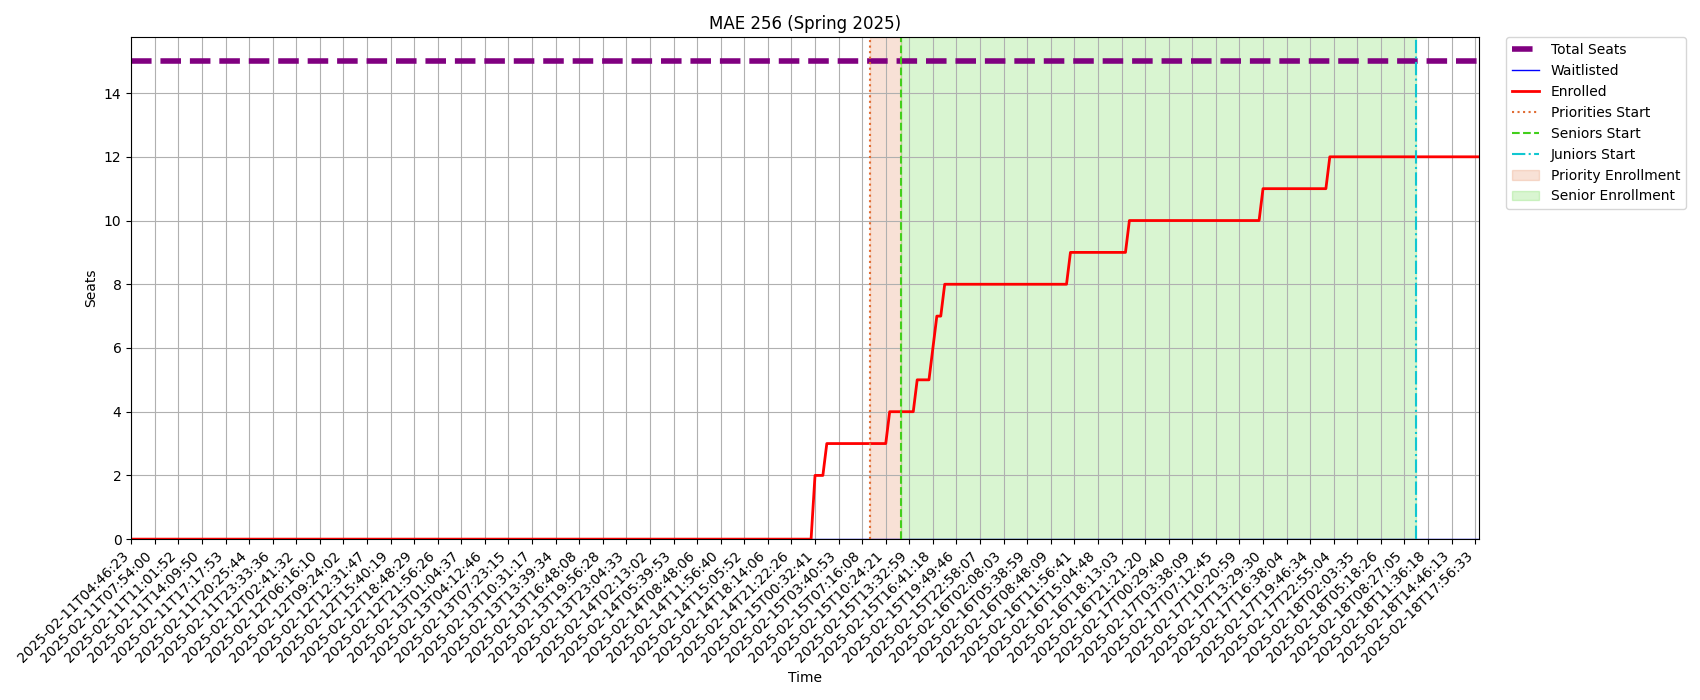 MAE 256 (Spring 2025)
Total Seats
Waitlisted
Enrolled
Priorities Start
Seniors Start
Juniors Start
Priority Enrollment
Senior Enrollment
Seats
14
12
10
8
6
4
2
0
2025-02-11T04:46:23
2025-02-11T07:54:00
2025-02-11T11:01:52
2025-02-11T14:09:50
2025-02-11T17:17:53
2025-02-11T20:25:44
2025-02-11T23:33:36
2025-02-12T02:41:32
2025-02-12T06:16:10
2025-02-12T09:24:02
2025-02-12T12:31:47
2025-02-12T15:40:19
2025-02-12T18:48:29
2025-02-12T21:56:26
2025-02-13T01:04:37
2025-02-13T04:12:46
2025-02-13T07:23:15
2025-02-13T10:31:17
2025-02-13T13:39:34
2025-02-13T16:48:08
2025-02-13T19:56:28
2025-02-13T23:04:33
2025-02-14T02:13:02
2025-02-14T05:39:53
2025-02-14T08:48:06
2025-02-14T11:56:40
2025-02-14T15:05:52
2025-02-14T18:14:06
2025-02-14T21:22:26
2025-02-15T00:32:41
2025-02-15T03:40:53
2025-02-15T07:16:08
2025-02-15T10:24:21
2025-02-15T13:32:59
2025-02-15T16:41:18
2025-02-15T19:49:46
2025-02-15T22:58:07
2025-02-16T02:08:03
2025-02-16T05:38:59
2025-02-16T08:48:09
2025-02-16T11:56:41
2025-02-16T15:04:48
2025-02-16T18:13:03
2025-02-16T21:21:20
2025-02-17T00:29:40
2025-02-17T03:38:09
2025-02-17T07:12:45
2025-02-17T10:20:59
2025-02-17T13:29:30
2025-02-17T16:38:04
2025-02-17T19:46:34
2025-02-17T22:55:04
2025-02-18T02:03:35
2025-02-18T05:18:26
2025-02-18T08:27:05
2025-02-18T11:36:18
2025-02-18T14:46:13
2025-02-18T17:56:33
Time